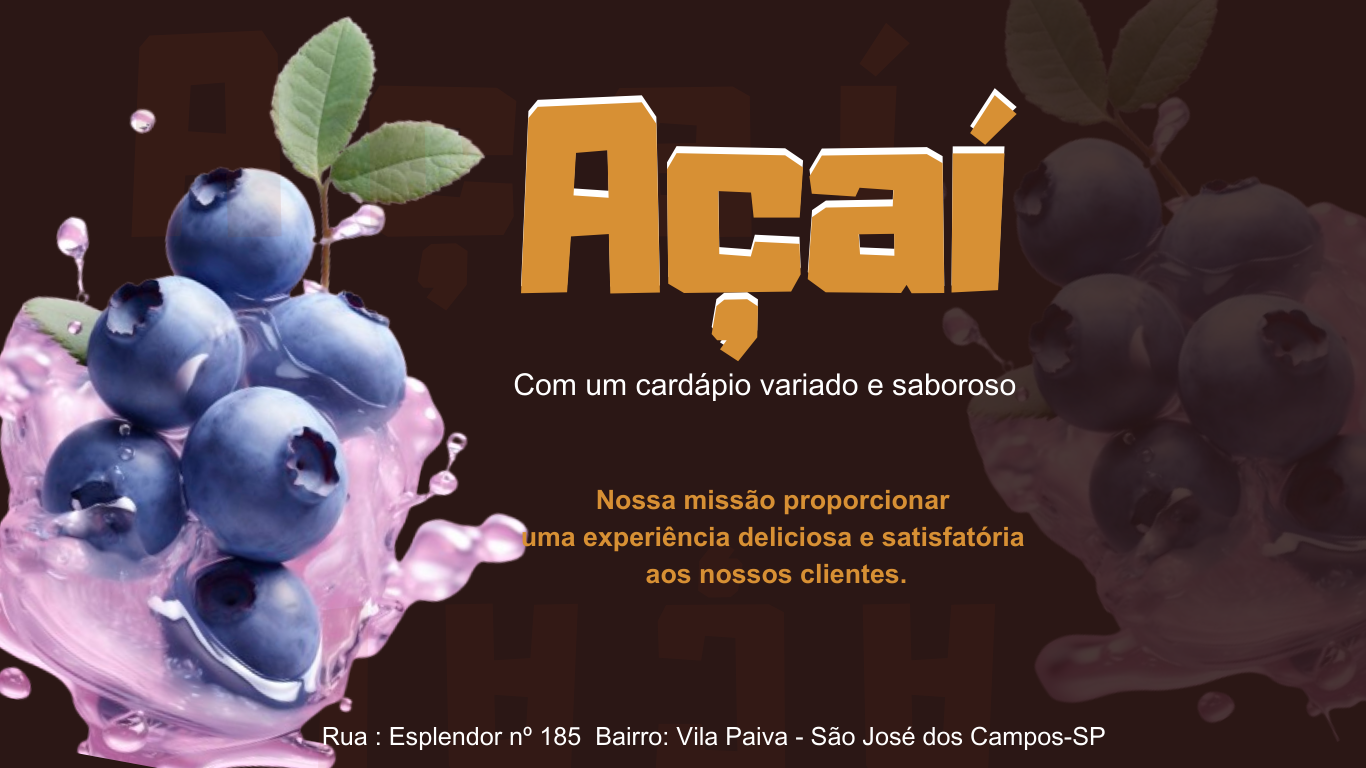 Açaí
Com um cardápio variado e saboroso
Nossa missão proporcionar
uma experiência deliciosa e satisfatória
aos nossos clientes.
Rua : Esplendor nº 185  Bairro: Vila Paiva - São José dos Campos-SP